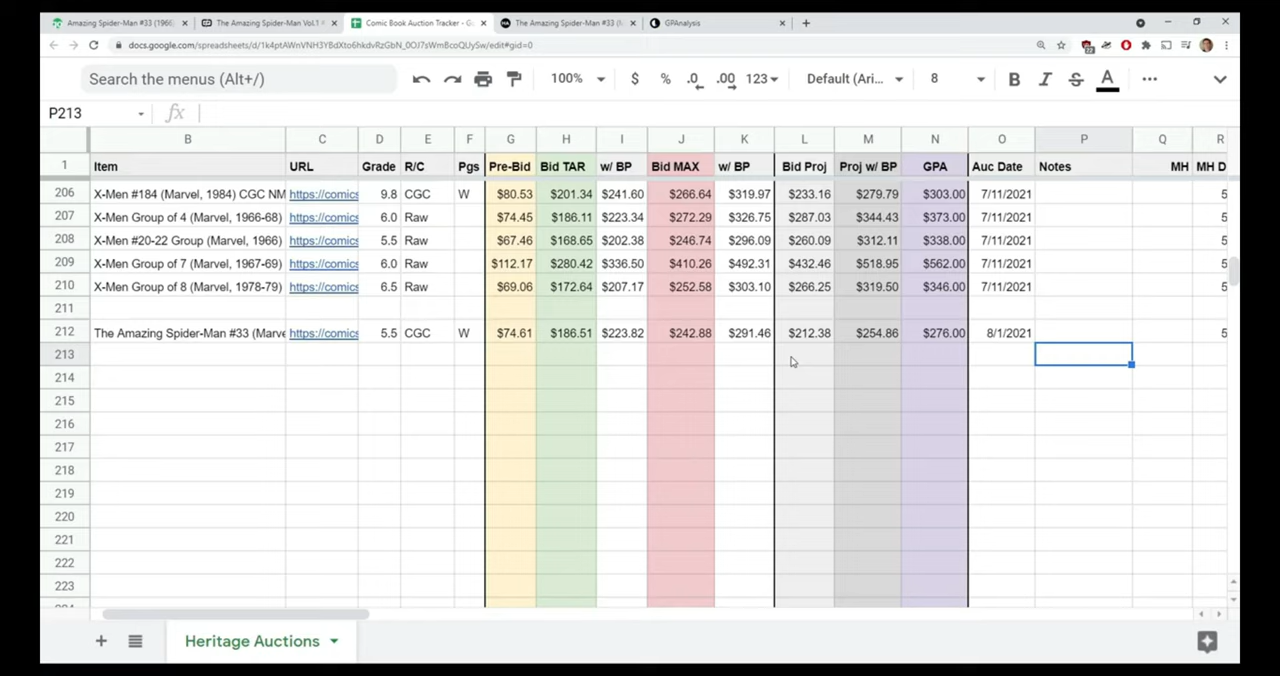 Amazing Spider-Man #33 (1966) The Amazing Spider-Man Vol.1 # Comic Book Auction Tracker - G The Amazing Spider-Man #33 (M GPAnalysis
docs.google.com/spreadsheets/d/
Search the menus (Alt+/) 100% $ % .0 .00 123 Default (Ari... 8 B I S A ...
P213 fx
B C D E F G H I J K L M N O P Q R
1 Item URL Grade R/C Pgs Pre-Bid Bid TAR w/ BP Bid MAX w/ BP Bid Proj Proj w/ BP GPA Auc Date Notes MH MH D
206 X-Men #184 (Marvel, 1984) CGC NM https://comics 9.8 CGC W $80.53 $201.34 $241.60 $266.64 $319.97 $233.16 $279.79 $303.00 7/11/2021 5
207 X-Men Group of 4 (Marvel, 1966-68) https://comics 6.0 Raw $74.45 $186.11 $223.34 $272.29 $326.75 $287.03 $344.43 $373.00 7/11/2021 5
208 X-Men #20-22 Group (Marvel, 1966) https://comics 5.5 Raw $67.46 $168.65 $202.38 $246.74 $296.09 $260.09 $312.11 $338.00 7/11/2021 5
209 X-Men Group of 7 (Marvel, 1967-69) https://comics 6.0 Raw $112.17 $280.42 $336.50 $410.26 $492.31 $432.46 $518.95 $562.00 7/11/2021 5
210 X-Men Group of 8 (Marvel, 1978-79) https://comics 6.5 Raw $69.06 $172.64 $207.17 $252.58 $303.10 $266.25 $319.50 $346.00 7/11/2021 5
211
212 The Amazing Spider-Man #33 (Marve https://comics 5.5 CGC W $74.61 $186.51 $223.82 $242.88 $291.46 $212.38 $254.86 $276.00 8/1/2021 5
213
214
215
216
217
218
219
220
221
222
223
Heritage Auctions